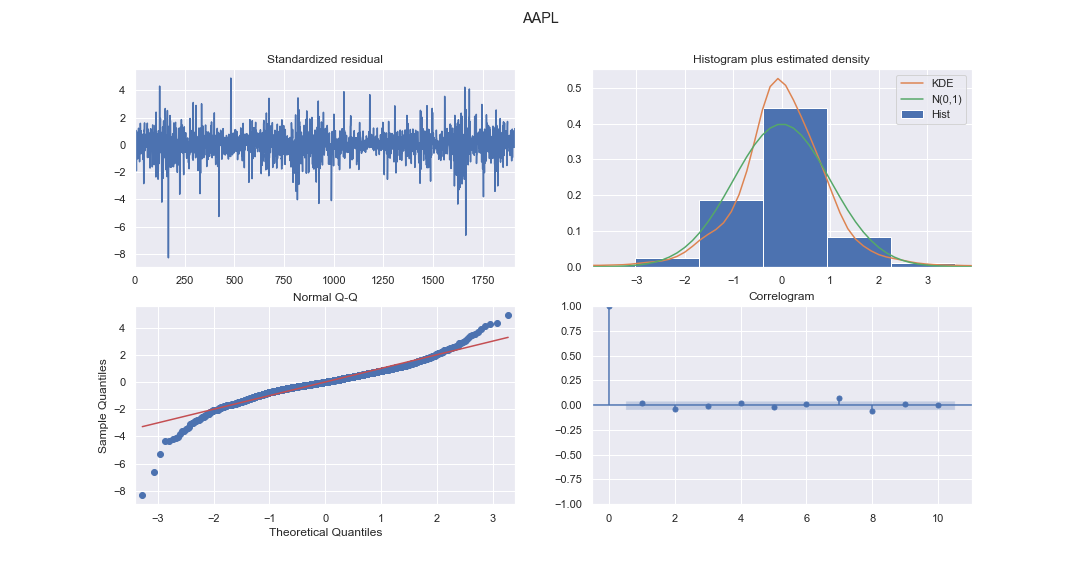 AAPL
Standardized residual
4
2
0
−2
−4
−6
−8
0 250 500 750 1000 1250 1500 1750
Histogram plus estimated density
KDE
N(0,1)
Hist
0.5
0.4
0.3
0.2
0.1
0.0
−3 −2 −1 0 1 2 3
Normal Q-Q
Sample Quantiles
4
2
0
−2
−4
−6
−8
−3 −2 −1 0 1 2 3
Theoretical Quantiles
Correlogram
1.00
0.75
0.50
0.25
0.00
−0.25
−0.50
−0.75
−1.00
0 2 4 6 8 10